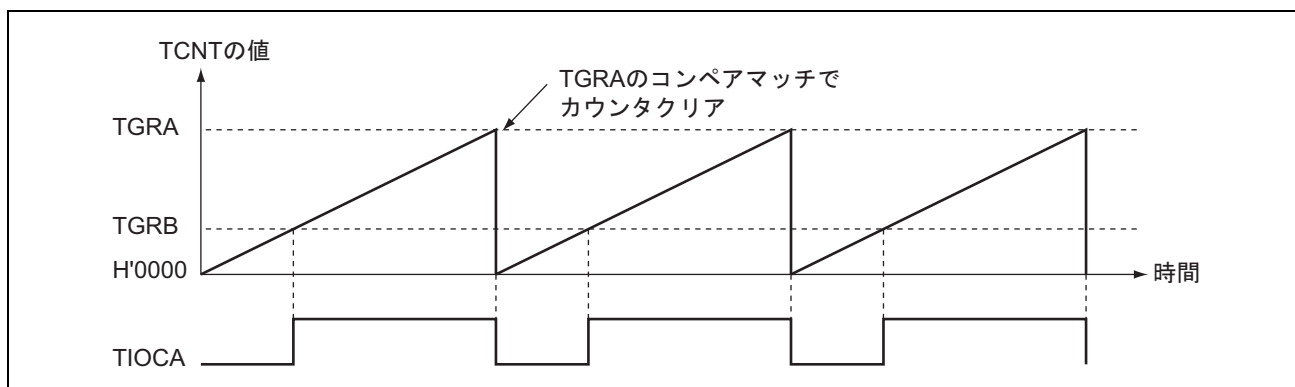 TCNTの値
TGRAのコンペアマッチで
カウンタクリア
TGRA
TGRB
H'0000
時間
TIOCA